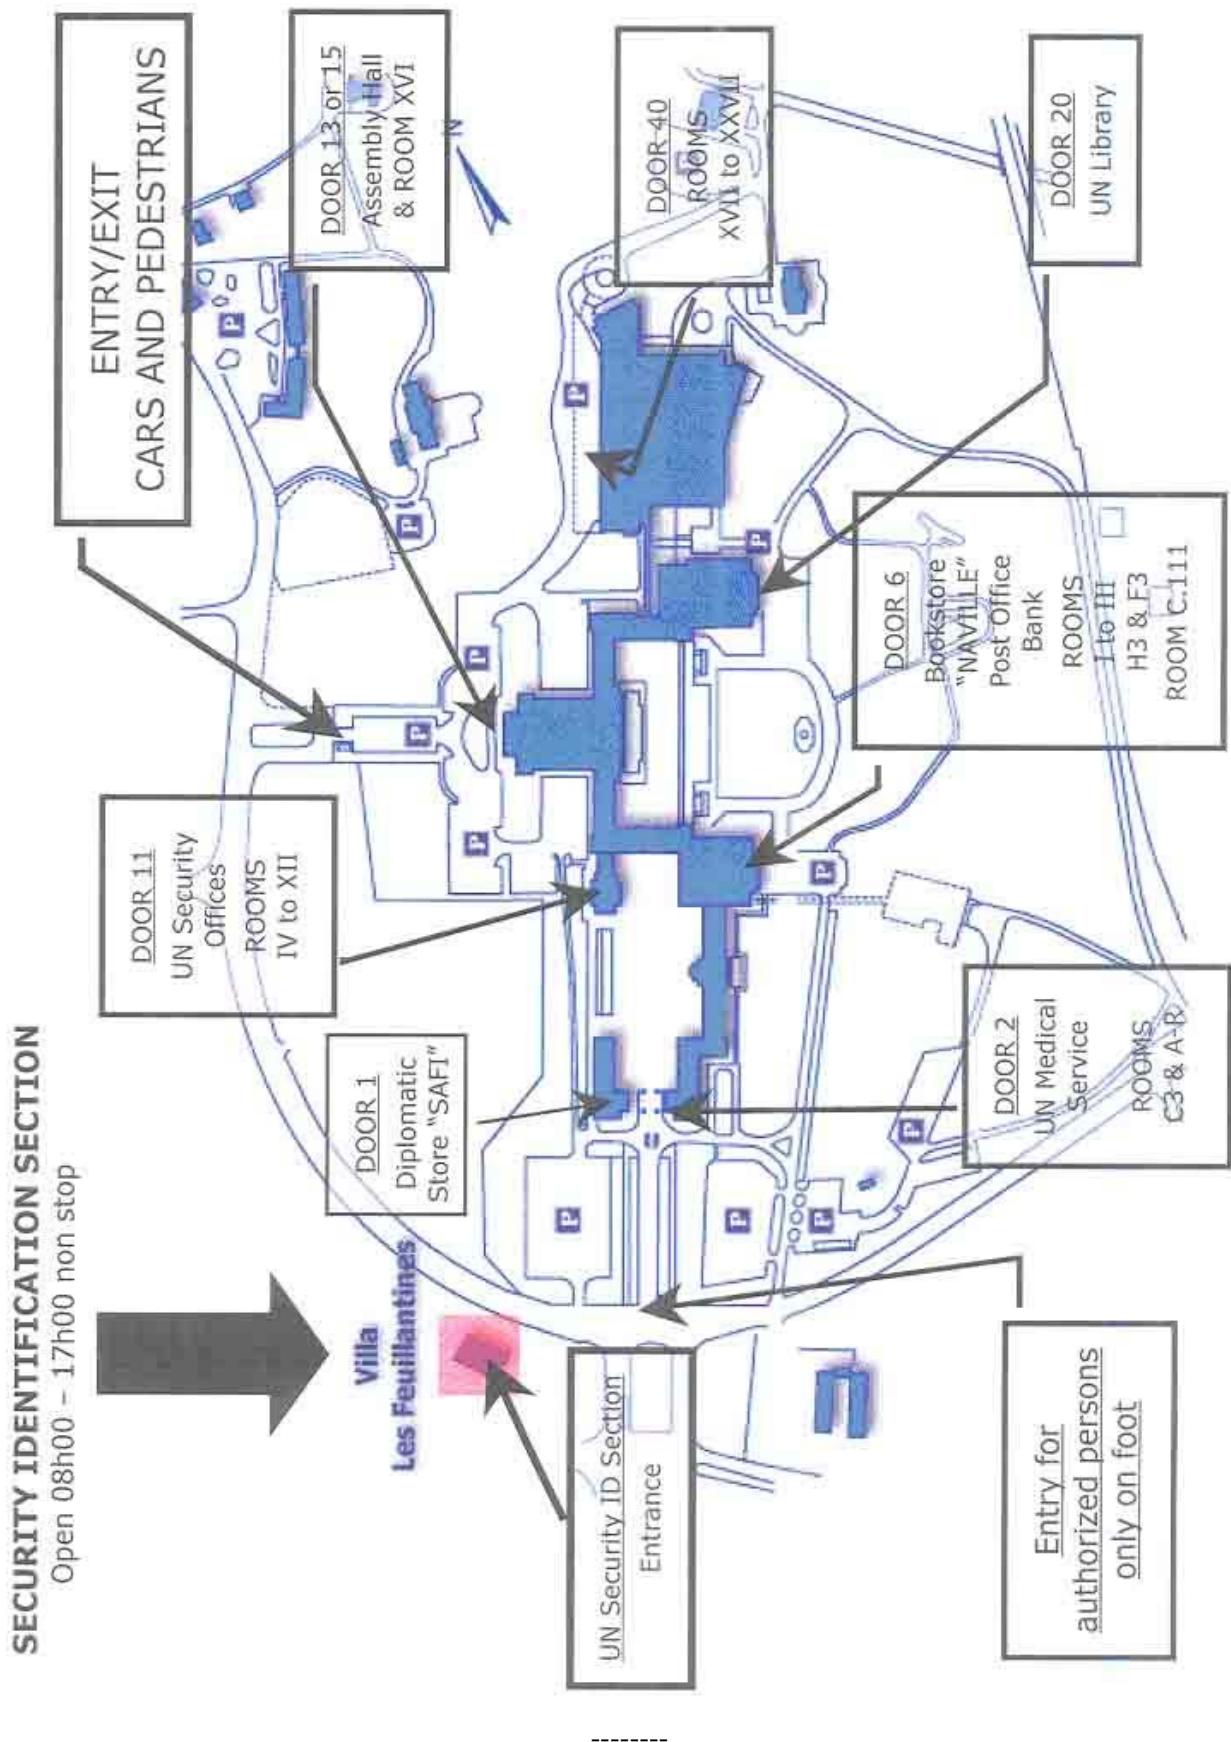 SECURITY IDENTIFICATION SECTION
Open 08h00 – 17h00 non stop
Villa
Les Feuillantines
UN Security ID Section
Entrance
Entry for
authorized persons
only on foot
DOOR 1
Diplomatic
Store "SAFI"
DOOR 2
UN Medical
Service
ROOMS
C3 & A-R
DOOR 11
UN Security
Offices
ROOMS
IV to XII
DOOR 6
Bookstore
"NAVILLE"
Post Office
Bank
ROOMS
I to III
H3 & F3
ROOM C.111
ENTRY/EXIT
CARS AND PEDESTRIANS
DOOR 13 or 15
Assembly Hall
& ROOM XVI
N
DOOR 40
ROOMS
XVII to XXVII
DOOR 20
UN Library
P
P
P
P
P
P
P
P
P
P
P
P
--------